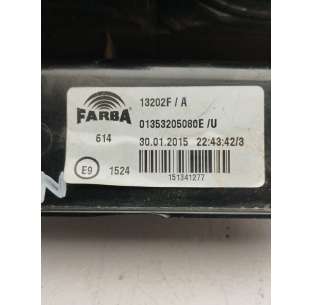 FARBA
13202F / A
01353205080E /U
614
30.01.2015 22:43:42/3
E9
1524
151341277